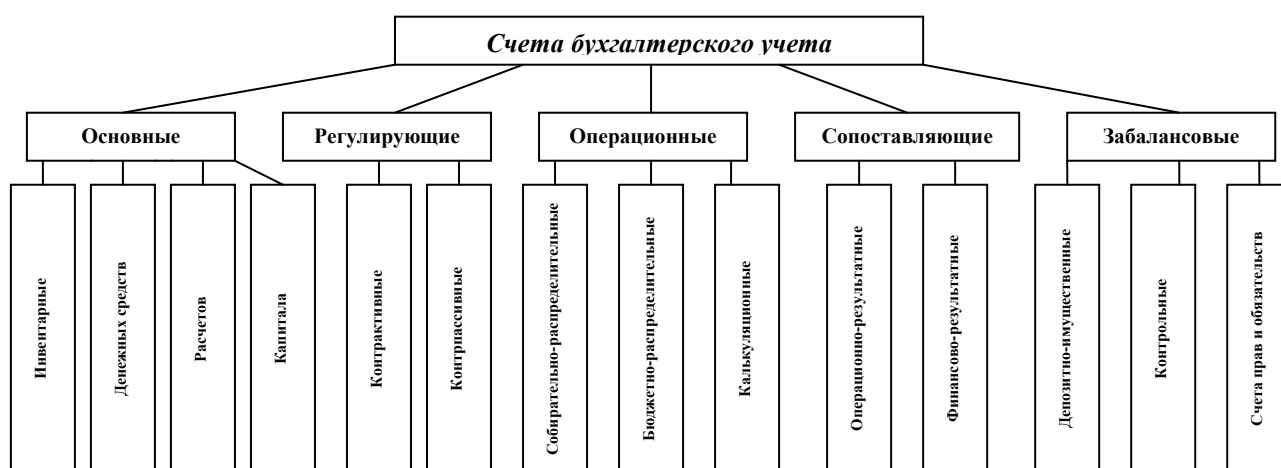 Счета бухгалтерского учета
Основные
Регулирующие
Операционные
Сопоставляющие
Забалансовые
Инвентарные
Денежных средств
Расчетов
Капитала
Контрактивные
Контрпассивные
Собирательно-распределительные
Бюджетно-распределительные
Калькуляционные
Операционно-результатные
Финансово-результатные
Депозитно-имущественные
Контрольные
Счета прав и обязательств